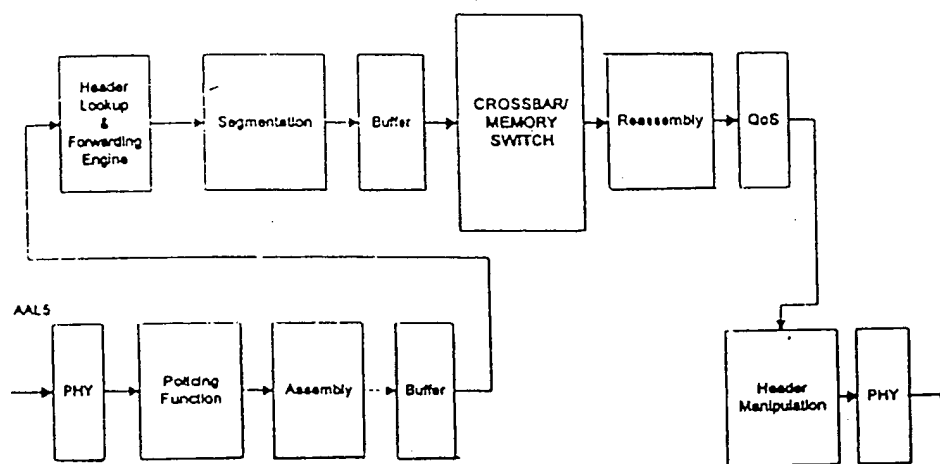 Header
Lookup
&
Forwarding
Engine
Segmentation
Buffer
CROSSBAR/
MEMORY
SWITCH
Reassembly
QoS
AAL5
PHY
Policing
Function
Assembly
Buffer
Header
Manipulation
PHY